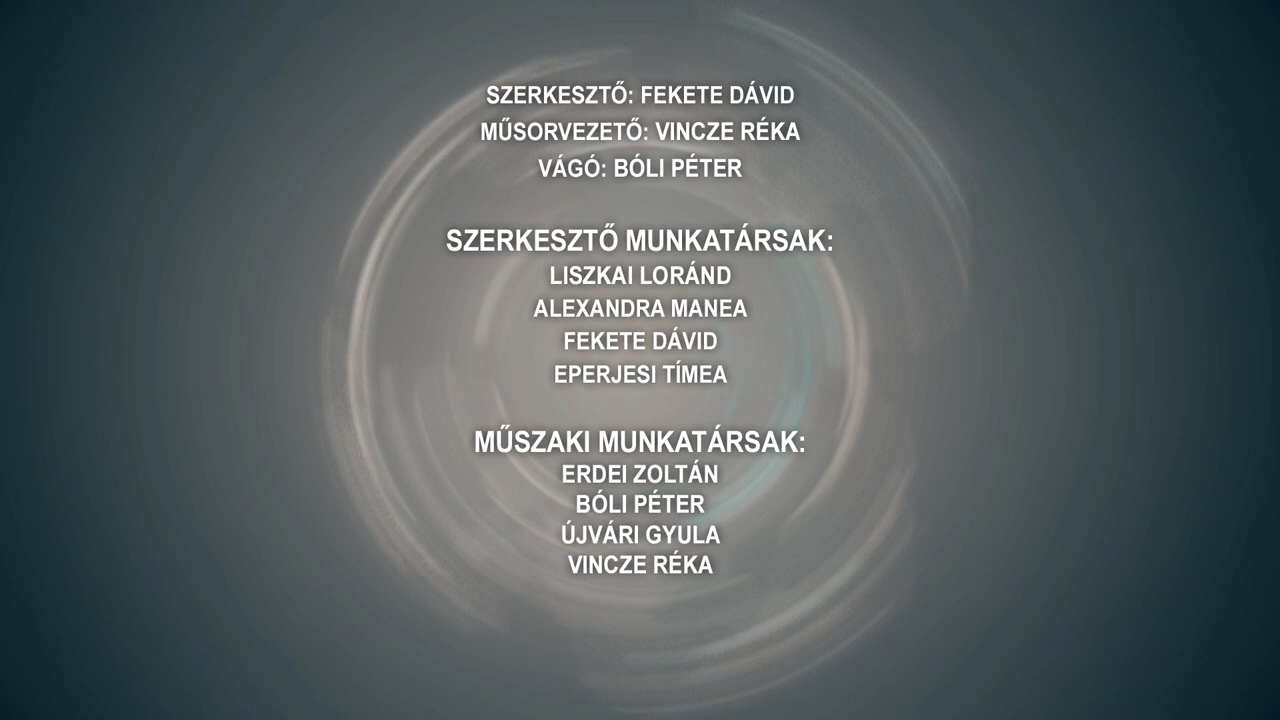 SZERKESZTŐ: FEKETE DÁVID
MŰSORVEZETŐ: VINCZE RÉKA
VÁGÓ: BÓLI PÉTER
SZERKESZTŐ MUNKATÁRSAK:
LISZKAI LORÁND
ALEXANDRA MANEA
FEKETE DÁVID
EPERJESI TÍMEA
MŰSZAKI MUNKATÁRSAK:
ERDEI ZOLTÁN
BÓLI PÉTER
ÚJVÁRI GYULA
VINCZE RÉKA